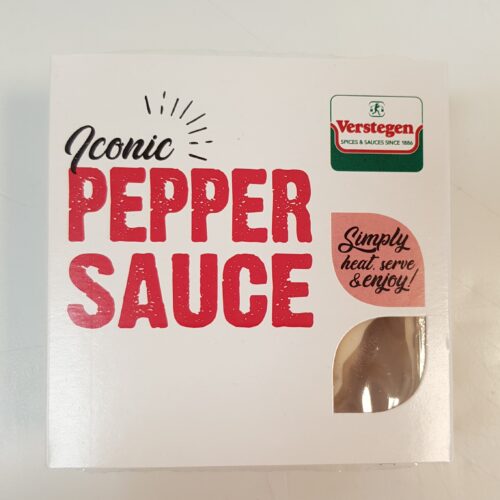 Iconic
PEPPER
SAUCE
Verstegen
SPICES & SAUCES SINCE 1886
Simply
heat, serve
& enjoy!